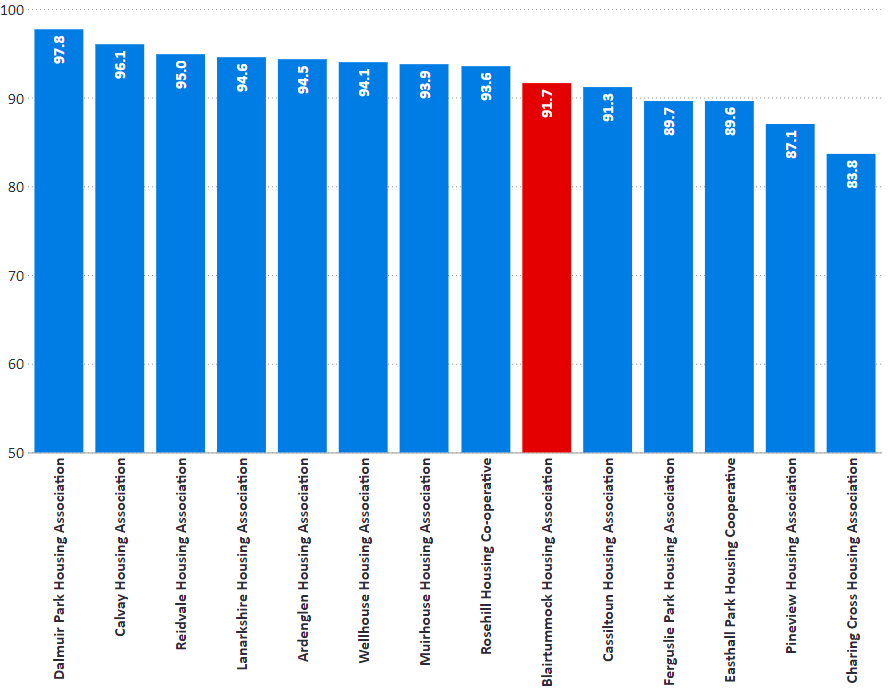 100
90
80
70
60
50
97.8
96.1
95.0
94.6
94.5
94.1
93.9
93.6
91.7
91.3
89.7
89.6
87.1
83.8
Dalmuir Park Housing Association
Calvay Housing Association
Reidvale Housing Association
Lanarkshire Housing Association
Ardenglen Housing Association
Wellhouse Housing Association
Muirhouse Housing Association
Rosehill Housing Co-operative
Blairtummock Housing Association
Cassiltoun Housing Association
Ferguslie Park Housing Association
Easthall Park Housing Cooperative
Pineview Housing Association
Charing Cross Housing Association